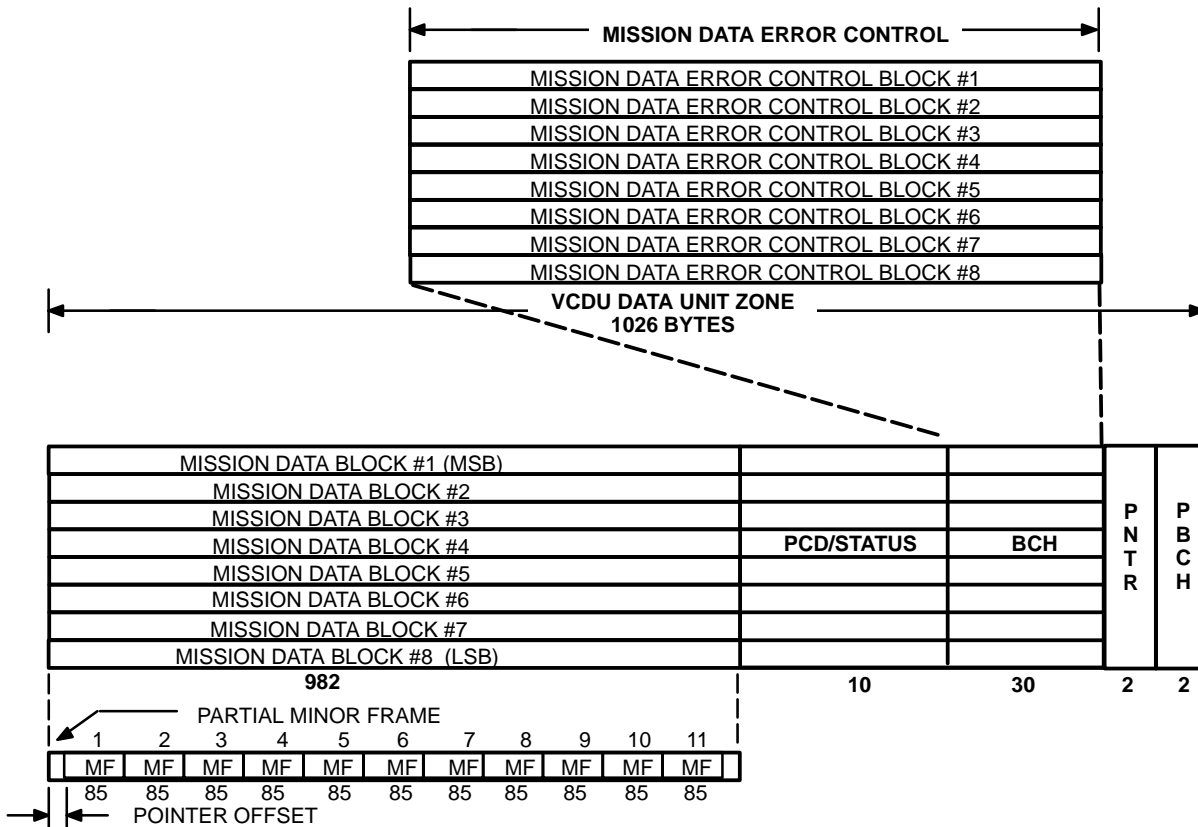 MISSION DATA ERROR CONTROL
MISSION DATA ERROR CONTROL BLOCK #1
MISSION DATA ERROR CONTROL BLOCK #2
MISSION DATA ERROR CONTROL BLOCK #3
MISSION DATA ERROR CONTROL BLOCK #4
MISSION DATA ERROR CONTROL BLOCK #5
MISSION DATA ERROR CONTROL BLOCK #6
MISSION DATA ERROR CONTROL BLOCK #7
MISSION DATA ERROR CONTROL BLOCK #8
VCDU DATA UNIT ZONE
1026 BYTES
MISSION DATA BLOCK #1 (MSB)
MISSION DATA BLOCK #2
MISSION DATA BLOCK #3
MISSION DATA BLOCK #4
MISSION DATA BLOCK #5
MISSION DATA BLOCK #6
MISSION DATA BLOCK #7
MISSION DATA BLOCK #8 (LSB)
PCD/STATUS
BCH
PNTR
PBCH
982 10 30 2 2
PARTIAL MINOR FRAME
1 2 3 4 5 6 7 8 9 10 11
MF MF MF MF MF MF MF MF MF MF MF
85 85 85 85 85 85 85 85 85 85 85
POINTER OFFSET